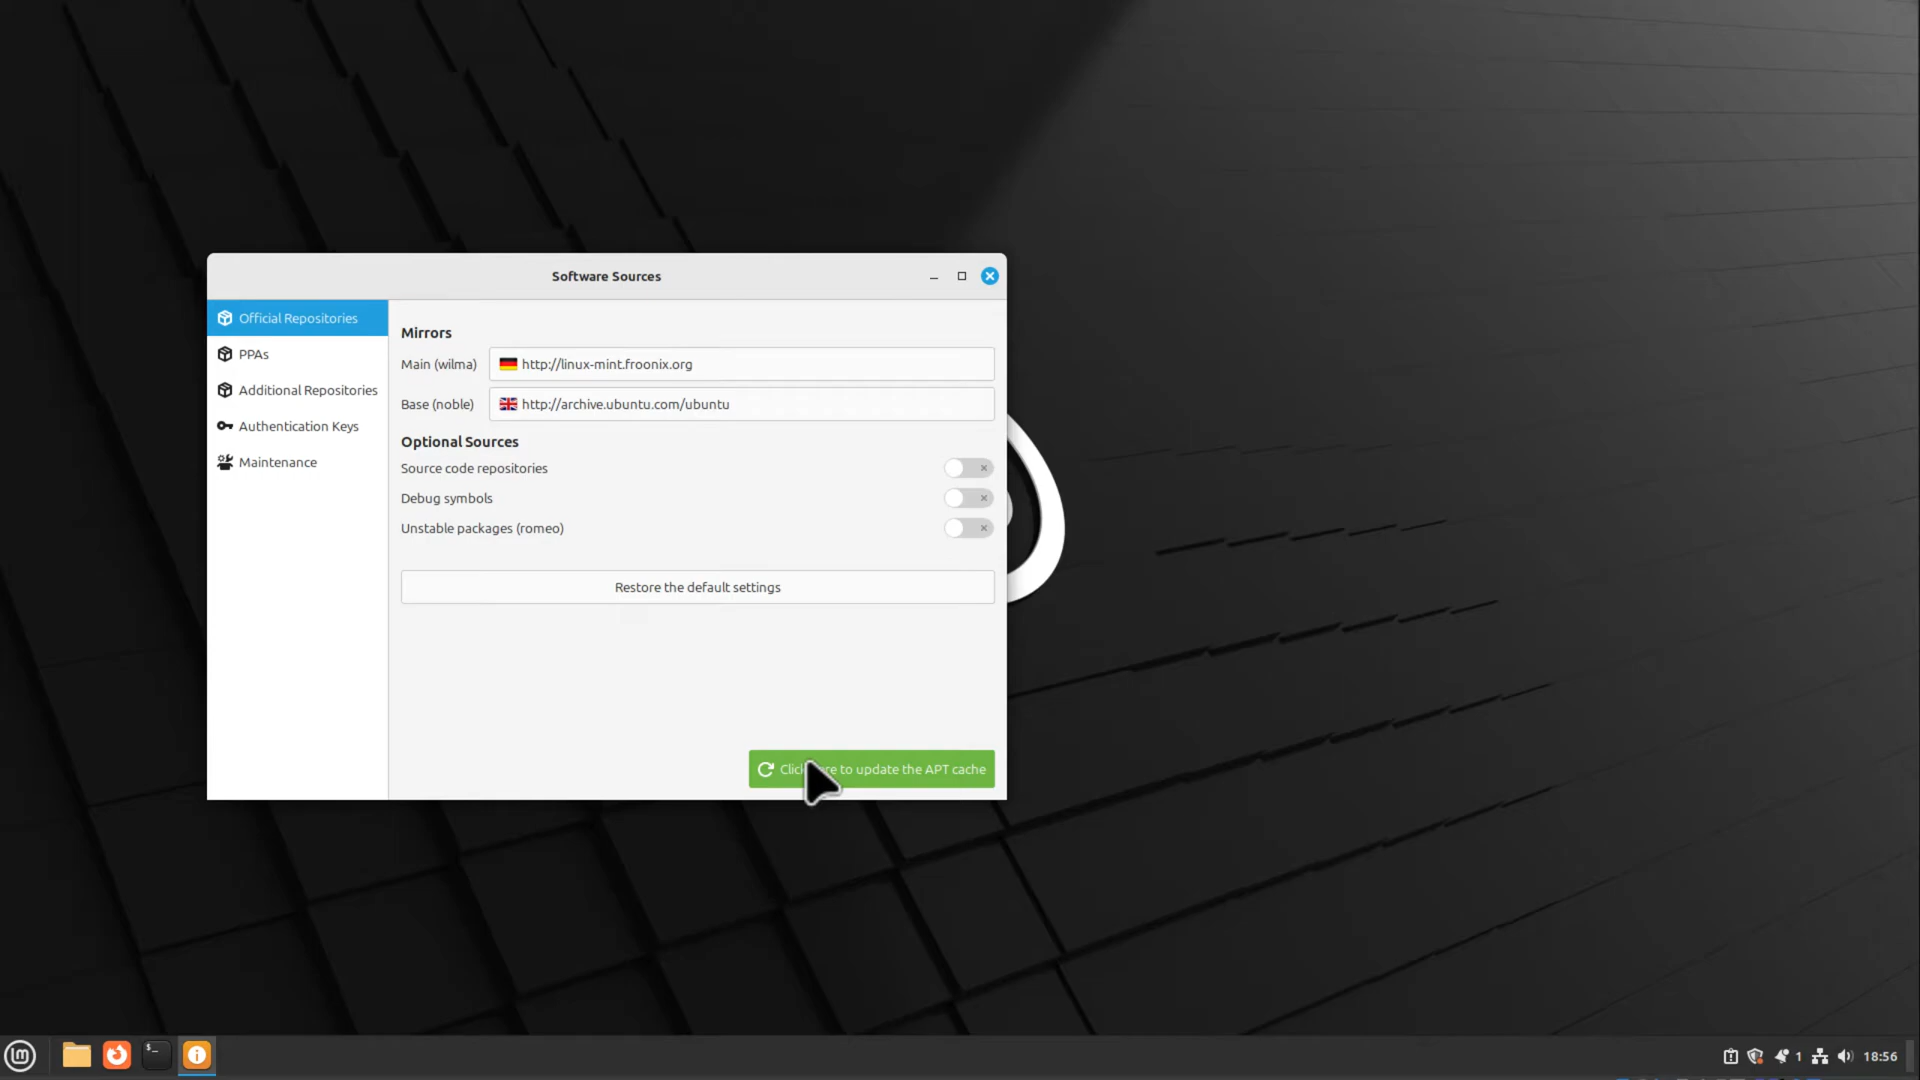 Software Sources
Official Repositories
PPAs
Additional Repositories
Authentication Keys
Maintenance
Mirrors
Main (wilma) http://linux-mint.froonix.org
Base (noble) http://archive.ubuntu.com/ubuntu
Optional Sources
Source code repositories
Debug symbols
Unstable packages (romeo)
Restore the default settings
to update the APT cache
$_
1
18:56